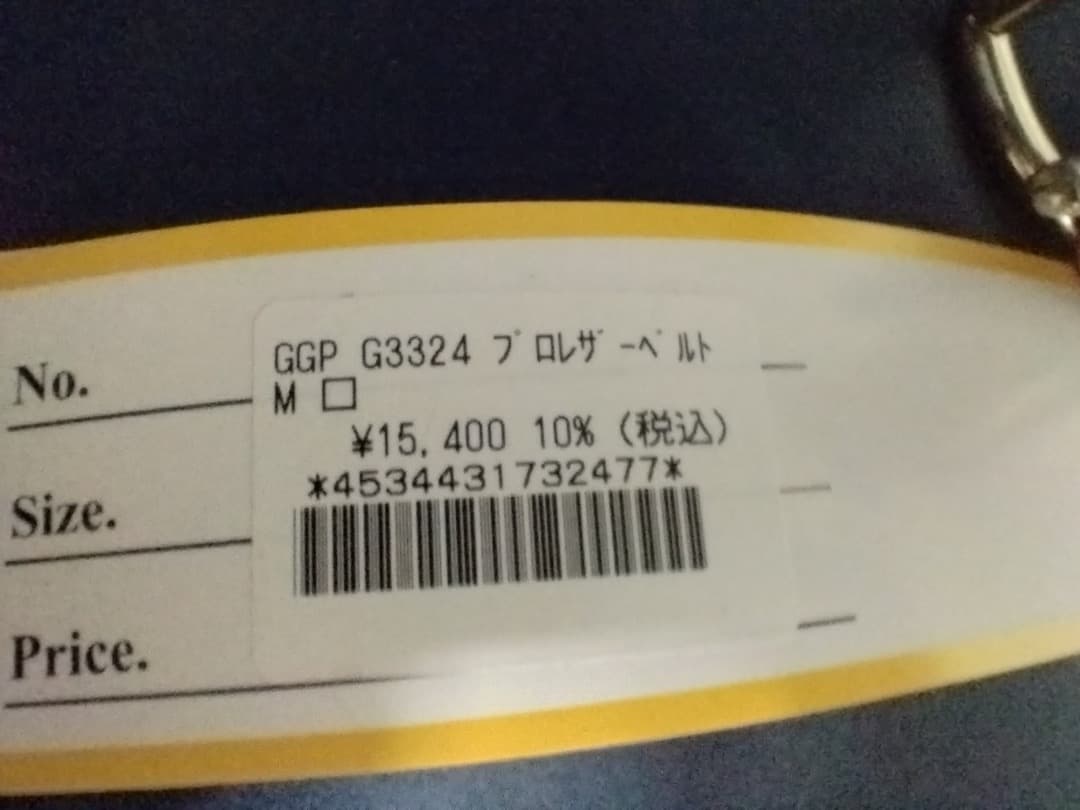 No.
GGP G3324 プロレザーベルト
M □
¥15,400 10% (税込)
*4534431732477*
Size.
Price.